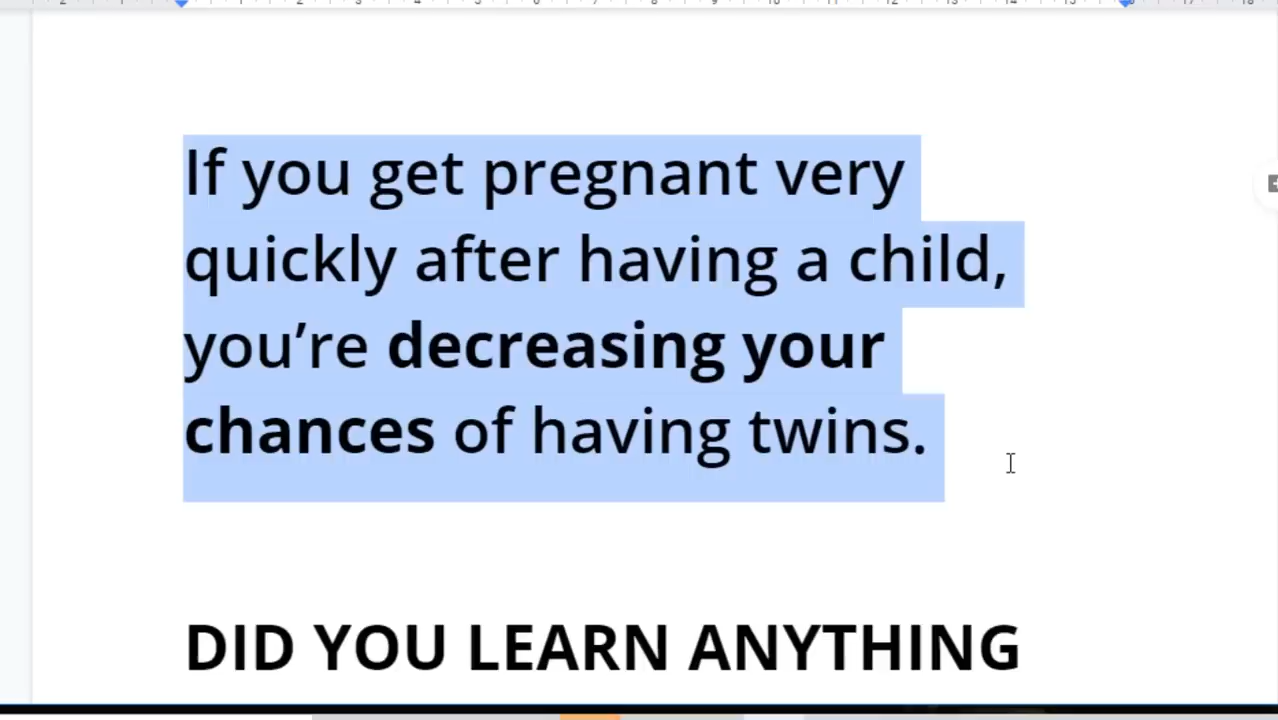 If you get pregnant very
quickly after having a child,
you’re decreasing your
chances of having twins.
DID YOU LEARN ANYTHING